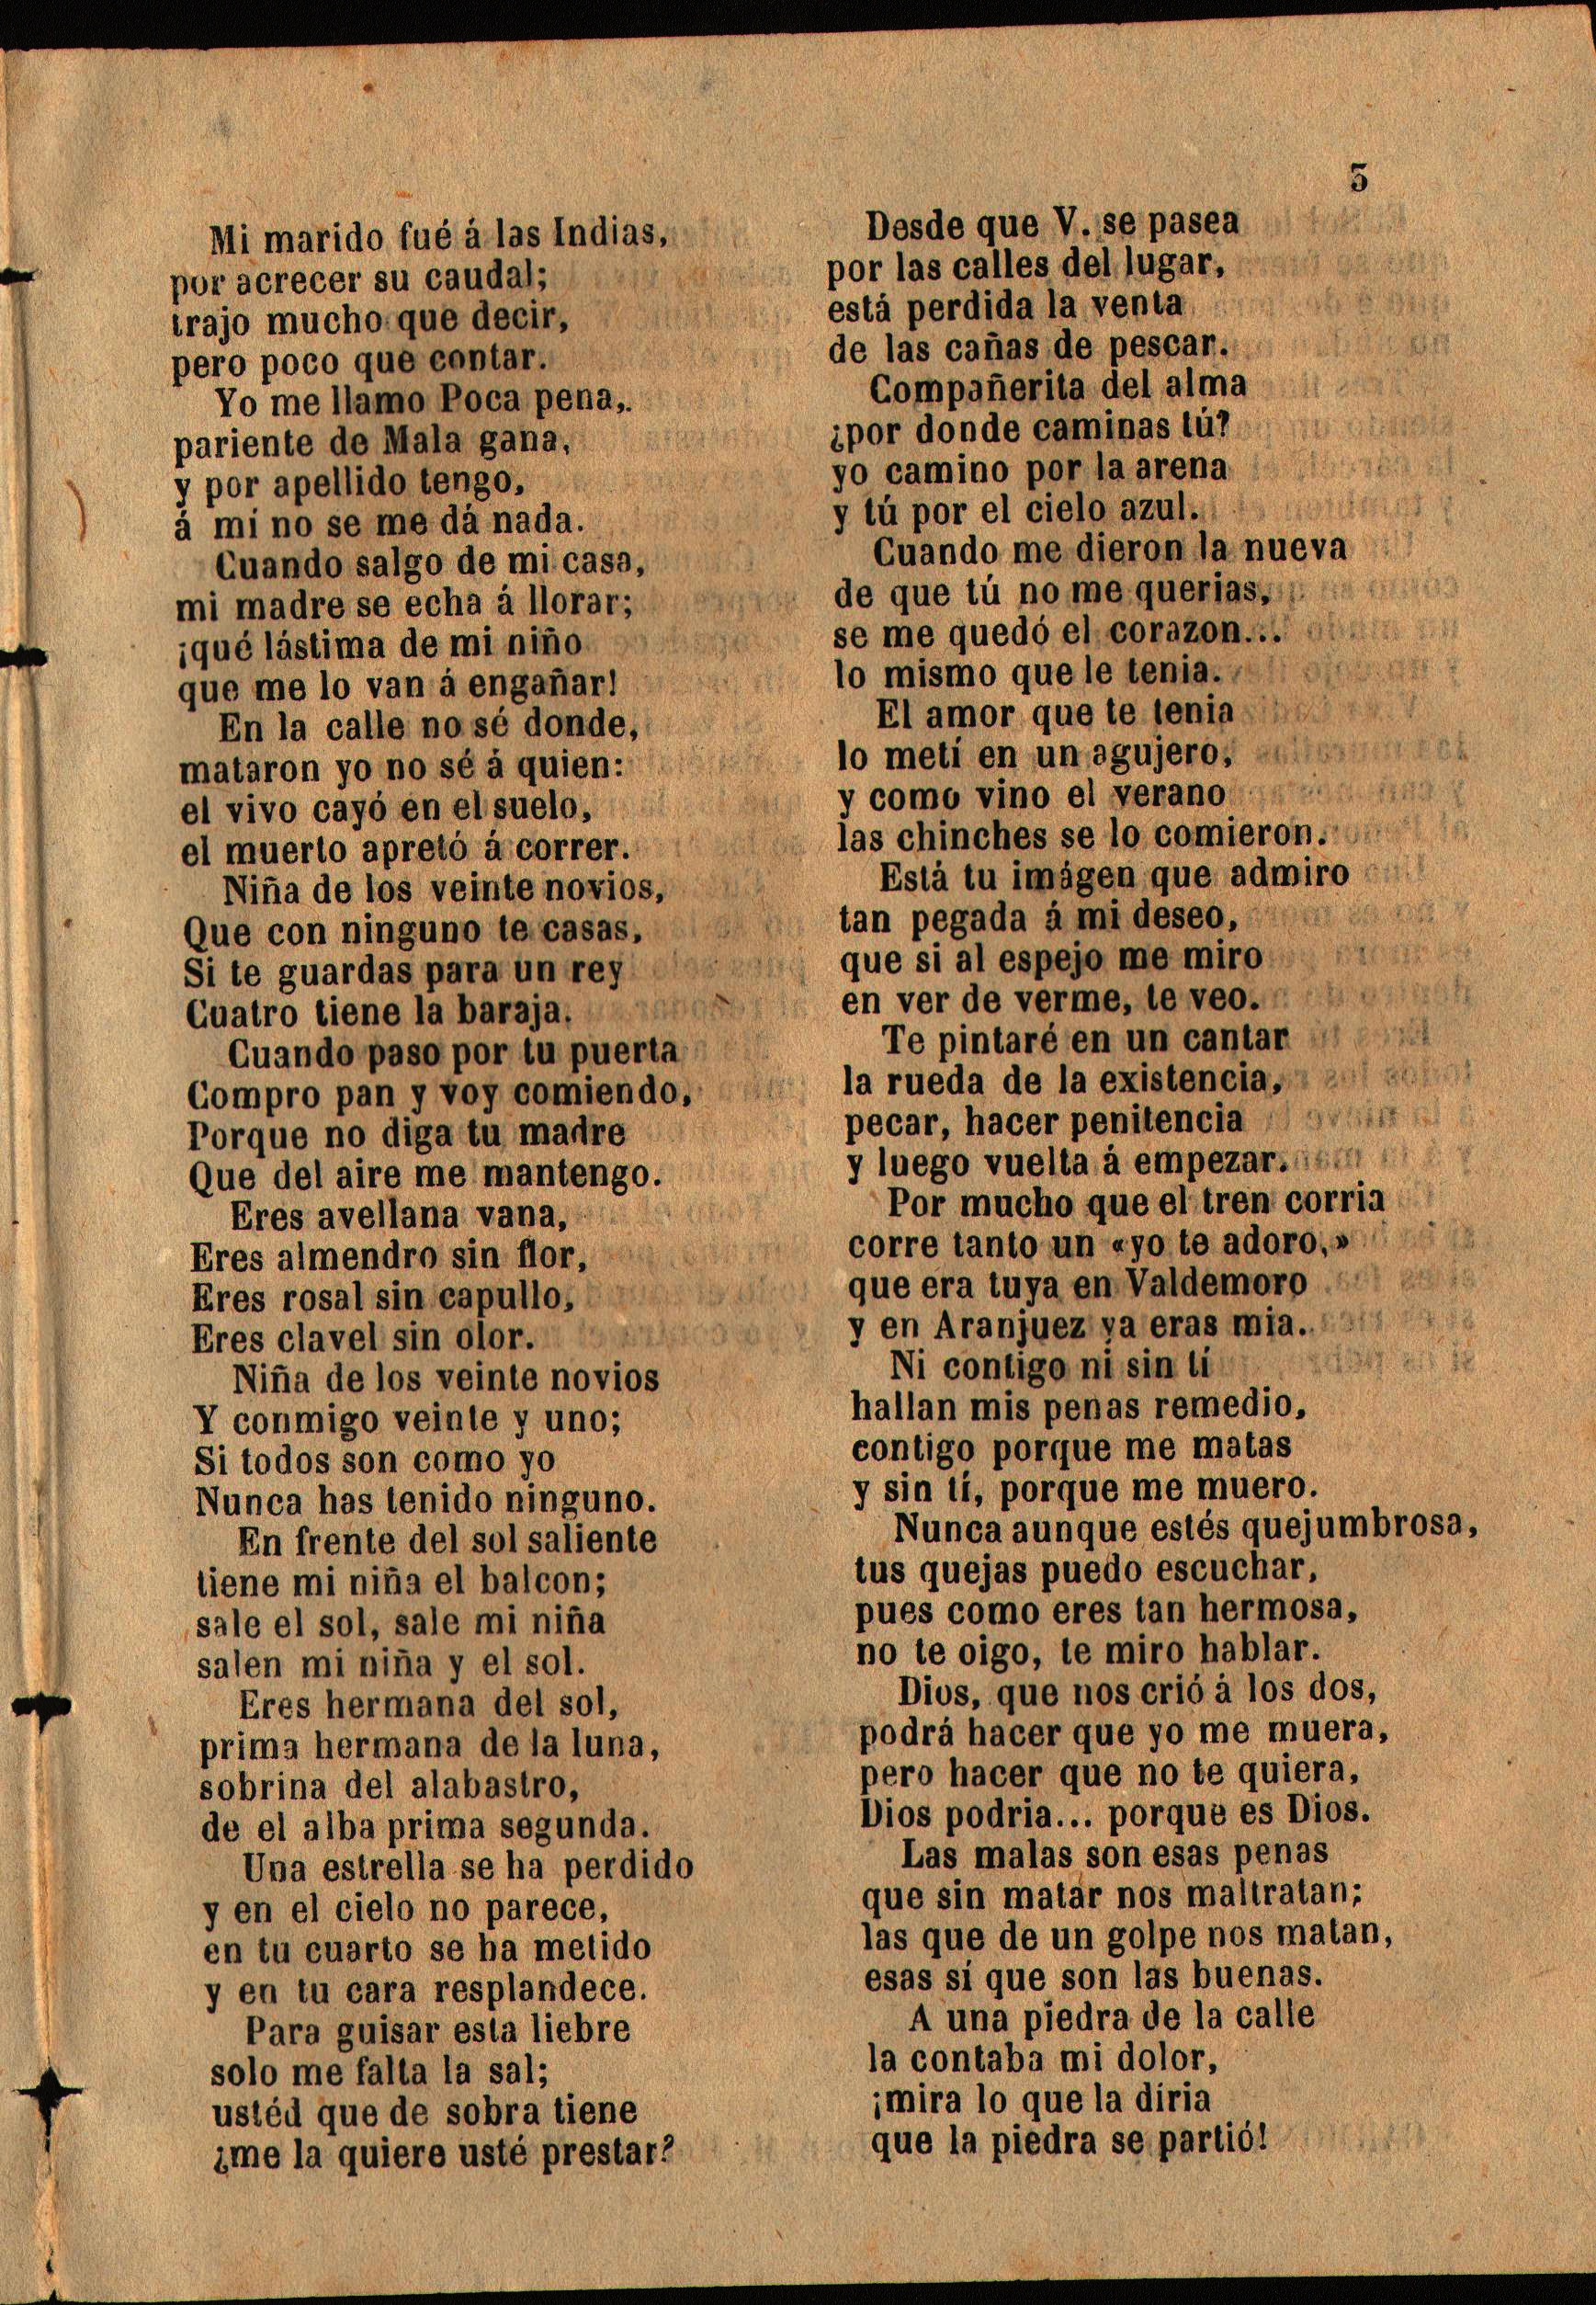 5
Mi marido fué á las Indias,
por acrecer su caudal;
trajo mucho que decir,
pero poco que contar.
Yo me llamo Poca pena,.
pariente de Mala gana,
y por apellido tengo,
á mí no se me dá nada.
Cuando salgo de mi casa,
mi madre se echa á llorar;
¡qué lástima de mi niño
que me lo van á engañar!
En la calle no sé donde,
mataron yo no sé á quien:
el vivo cayó en el suelo,
el muerto apretó á correr.
Niña de los veinte novios,
Que con ninguno te casas,
Si te guardas para un rey
Cuatro tiene la baraja.
Cuando paso por tu puerta
Compro pan y voy comiendo,
Porque no diga tu madre
Que del aire me mantengo.
Eres avellana vana,
Eres almendro sin flor,
Eres rosal sin capullo,
Eres clavel sin olor.
Niña de los veinte novios
Y conmigo veinte y uno;
Si todos son como yo
Nunca has tenido ninguno.
En frente del sol saliente
tiene mi niña el balcon;
sale el sol, sale mi niña
salen mi niña y el sol.
Eres hermana del sol,
prima hermana de la luna,
sobrina del alabastro,
de el alba prima segunda.
Una estrella se ha perdido
y en el cielo no parece,
en tu cuarto se ha metido
y en tu cara resplandece.
Para guisar esta liebre
solo me falta la sal;
ustéd que de sobra tiene
¿me la quiere usté prestar?
Desde que V. se pasea
por las calles del lugar,
está perdida la venta
de las cañas de pescar.
Compañerita del alma
¿por donde caminas tú?
yo camino por la arena
y tú por el cielo azul.
Cuando me dieron la nueva
de que tú no me querias,
se me quedó el corazon...
lo mismo que le tenia.
El amor que te tenia
lo metí en un agujero,
y como vino el verano
las chinches se lo comieron.
Está tu imágen que admiro
tan pegada á mi deseo,
que si al espejo me miro
en ver de verme, te veo.
Te pintaré en un cantar
la rueda de la existencia,
pecar, hacer penitencia
y luego vuelta á empezar.
Por mucho que el tren corria
corre tanto un «yo te adoro,»
que era tuya en Valdemoro
y en Aranjuez ya eras mia.
Ni contigo ni sin tí
hallan mis penas remedio,
contigo porque me matas
y sin tí, porque me muero.
Nunca aunque estés quejumbrosa,
tus quejas puedo escuchar,
pues como eres tan hermosa,
no te oigo, te miro hablar.
Dios, que nos crió á los dos,
podrá hacer que yo me muera,
pero hacer que no te quiera,
Dios podria... porque es Dios.
Las malas son esas penas
que sin matar nos maltratan;
las que de un golpe nos matan,
esas sí que son las buenas.
A una piedra de la calle
la contaba mi dolor,
¡mira lo que la diria
que la piedra se partió!